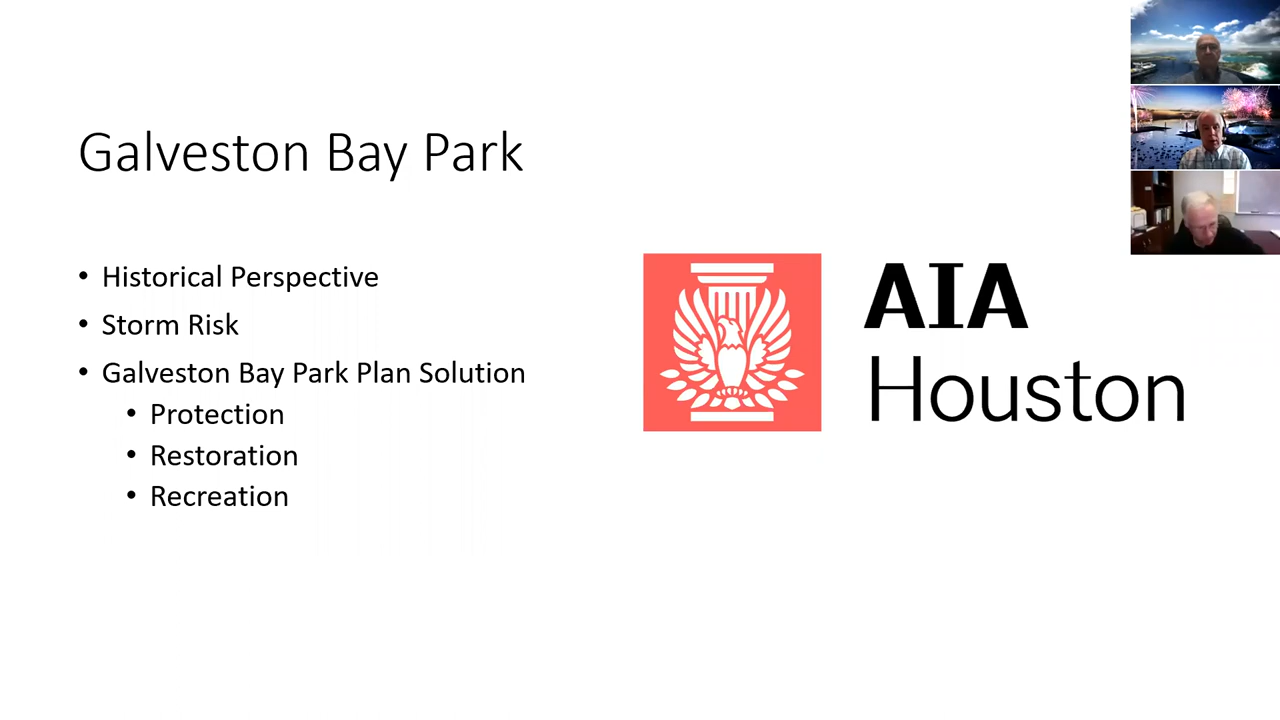 Galveston Bay Park
• Historical Perspective
• Storm Risk
• Galveston Bay Park Plan Solution
• Protection
• Restoration
• Recreation
AIA
Houston